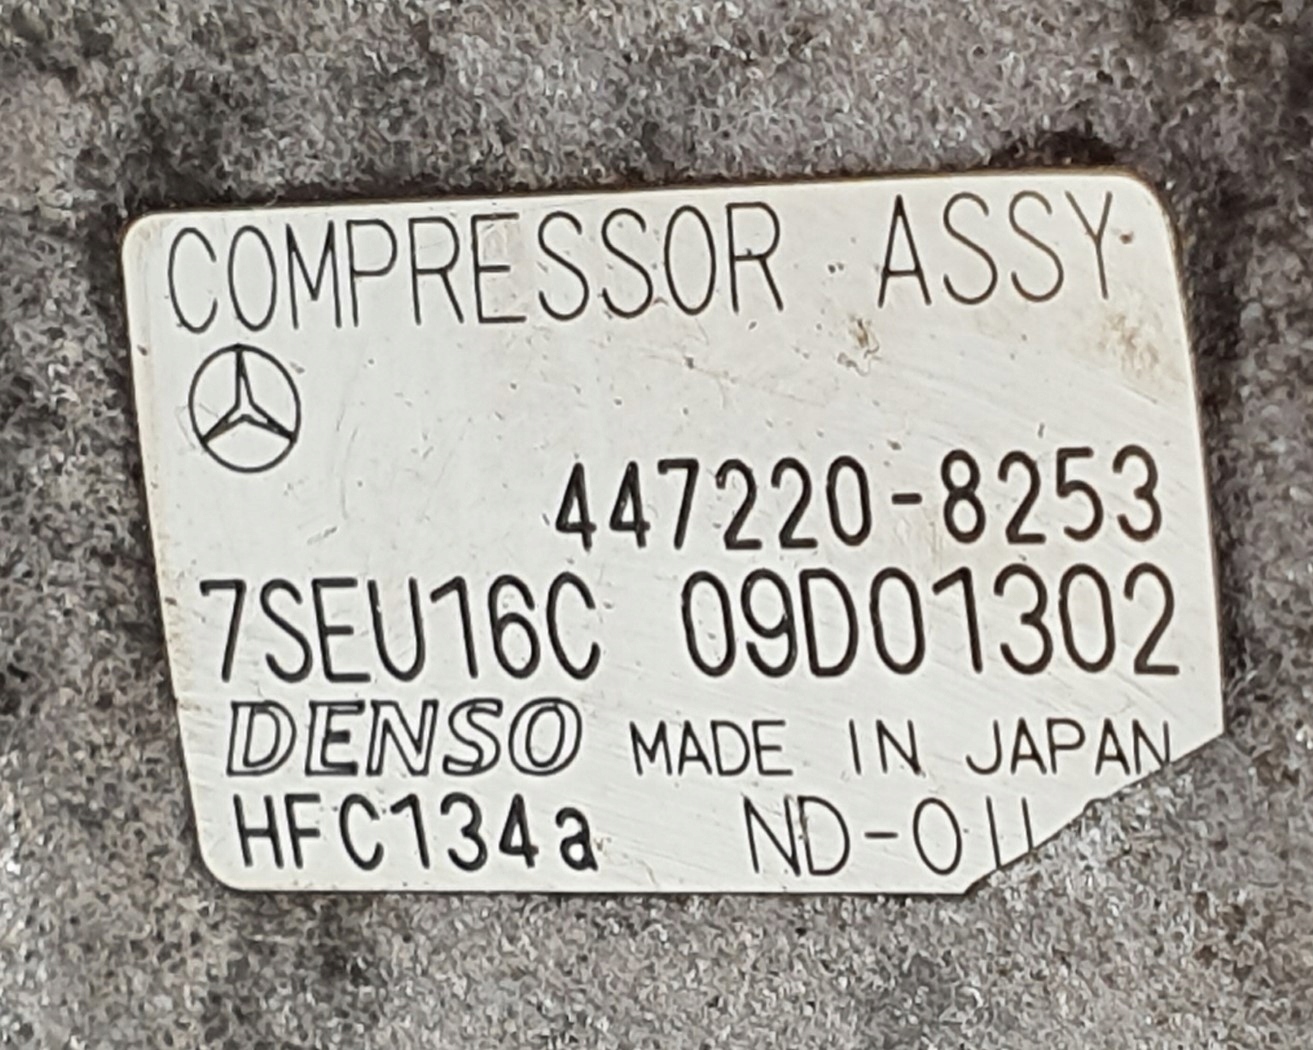 COMPRESSOR ASSY
447220-8253
7SEU16C 09D01302
DENSO MADE IN JAPAN
HFC134a ND-OIL